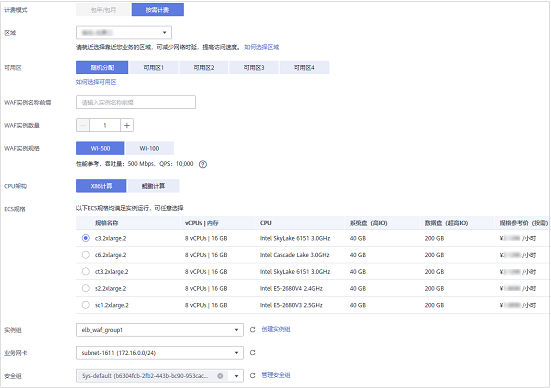 计费模式 包年/包月 按需计费
区域
请就近选择靠近您业务的区域，可减少网络时延，提高访问速度。 如何选择区域
可用区 随机分配 可用区1 可用区2 可用区3 可用区4
如何选择可用区
WAF实例名称前缀 请输入实例名称前缀
WAF实例数量 — 1 +
WAF实例规格 WI-500 WI-100
性能参考，吞吐量：500 Mbps、QPS：10,000 ?
CPU架构 X86计算 鲲鹏计算
ECS规格 以下ECS规格均满足实例运行，可任意选择
规格名称 vCPUs | 内存 CPU 系统盘（高IO） 数据盘（超高IO） 规格参考价（按需）
c3.2xlarge.2 8 vCPUs | 16 GB Intel SkyLake 6151 3.0GHz 40 GB 200 GB ¥ /小时
c6.2xlarge.2 8 vCPUs | 16 GB Intel Cascade Lake 3.0GHz 40 GB 200 GB ¥ /小时
ct3.2xlarge.2 8 vCPUs | 16 GB Intel SkyLake 6151 3.0GHz 40 GB 200 GB ¥ /小时
s2.2xlarge.2 8 vCPUs | 16 GB Intel E5-2680V4 2.4GHz 40 GB 200 GB ¥ /小时
sc1.2xlarge.2 8 vCPUs | 16 GB Intel E5-2680V3 2.5GHz 40 GB 200 GB ¥ /小时
实例组 elb_waf_group1 创建实例组
业务网卡 subnet-1611 (172.16.0.0/24)
安全组 Sys-default (b6304fcb-2fb2-443b-bc90-953cac... 管理安全组